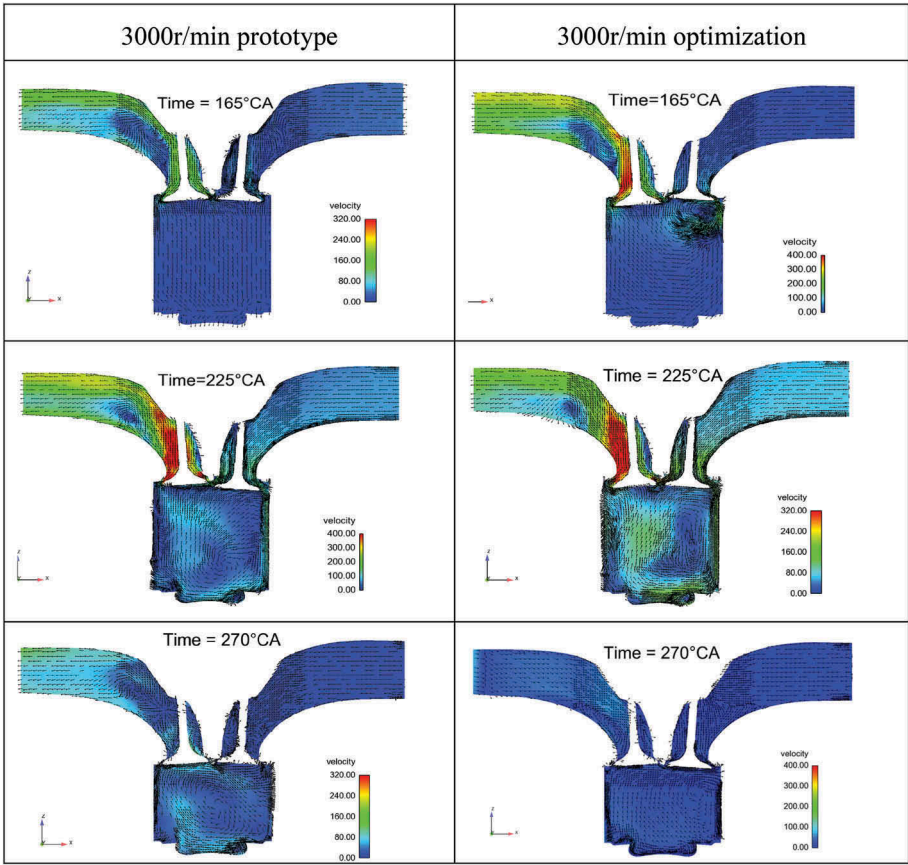 3000r/min prototype
3000r/min optimization
Time = 165°CA
velocity
320.00
240.00
160.00
80.00
0.00
z
x
Time=165°CA
velocity
400.00
300.00
200.00
100.00
0.00
x
Time=225°CA
velocity
400.00
300.00
200.00
100.00
0.00
z
x
Time = 225°CA
velocity
320.00
240.00
160.00
80.00
0.00
z
x
Time = 270°CA
velocity
320.00
240.00
160.00
80.00
0.00
z
x
Time = 270°CA
velocity
400.00
300.00
200.00
100.00
0.00
z
x